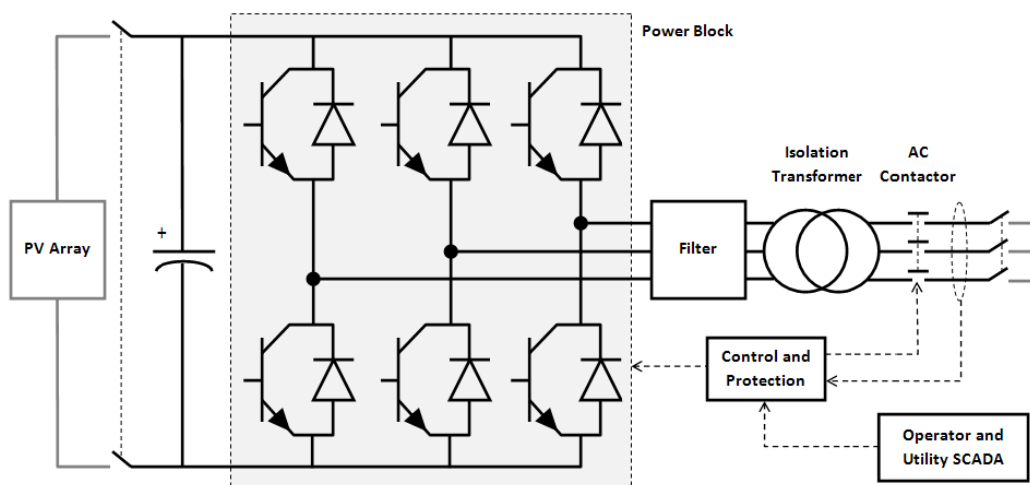 Power Block
Isolation
Transformer
AC
Contactor
PV Array
+
Filter
Control and
Protection
Operator and
Utility SCADA